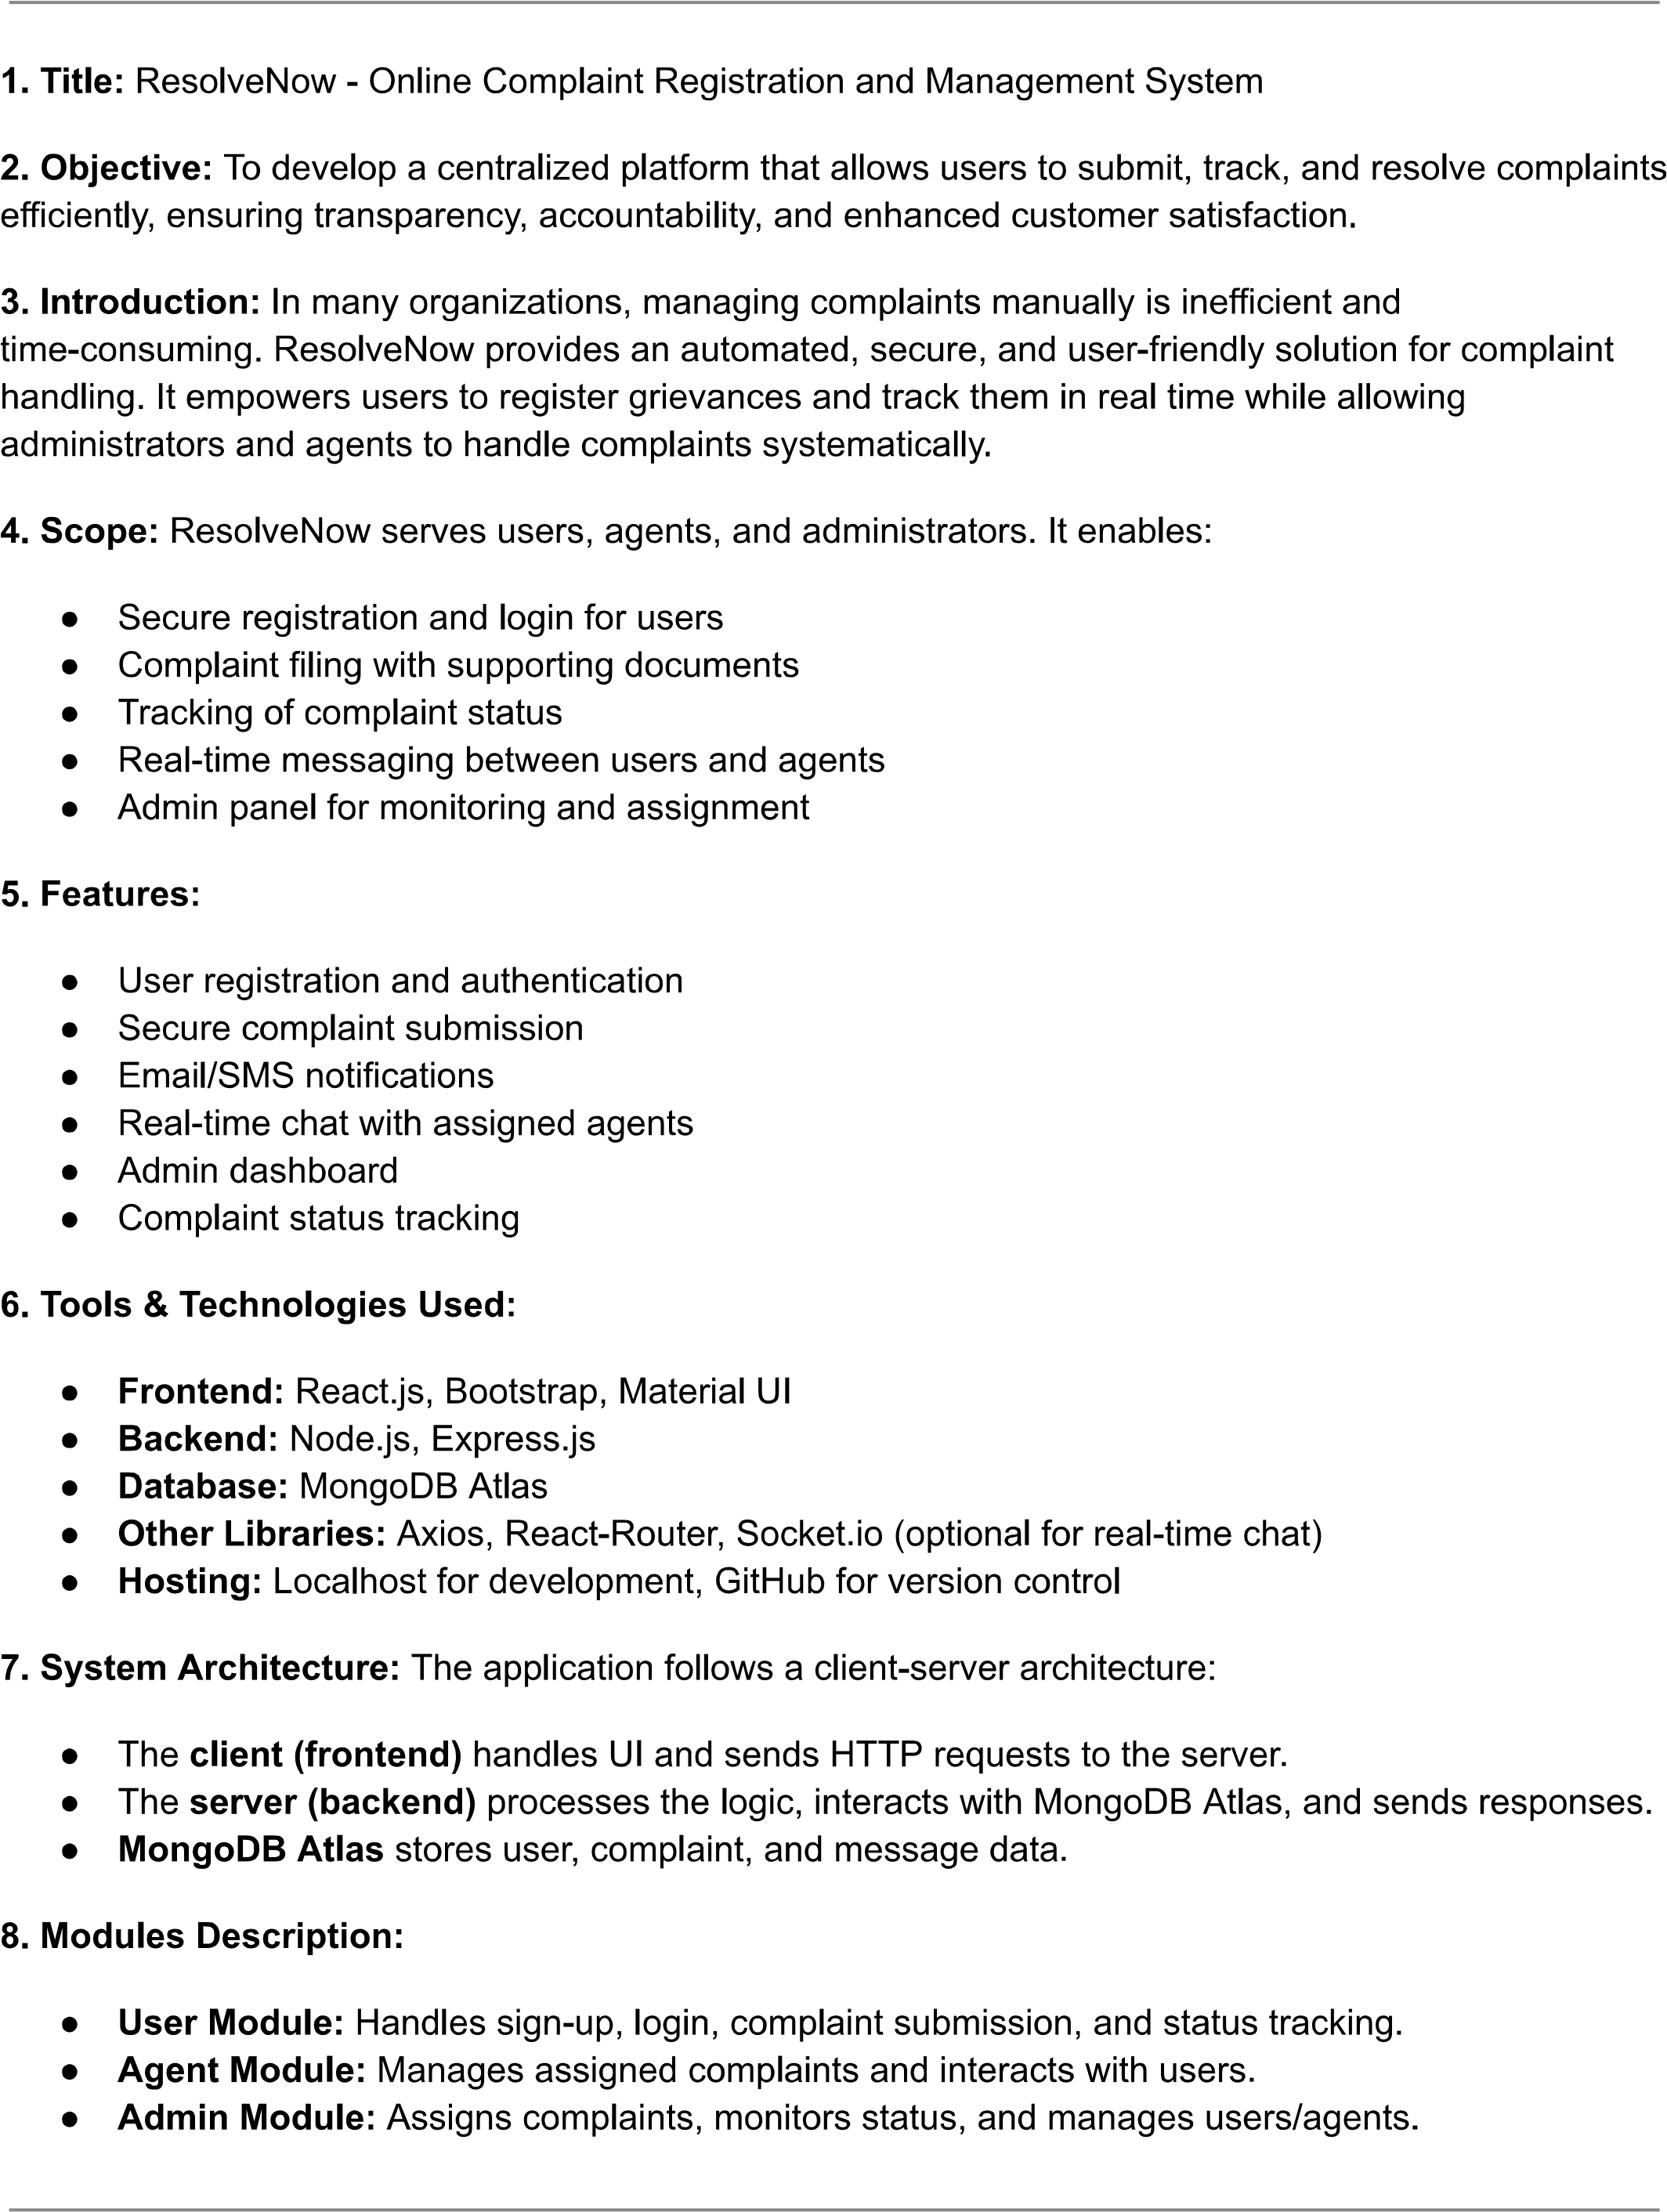 1. Title: ResolveNow - Online Complaint Registration and Management System
2. Objective: To develop a centralized platform that allows users to submit, track, and resolve complaints
efficiently, ensuring transparency, accountability, and enhanced customer satisfaction.
3. Introduction: In many organizations, managing complaints manually is inefficient and
time-consuming. ResolveNow provides an automated, secure, and user-friendly solution for complaint
handling. It empowers users to register grievances and track them in real time while allowing
administrators and agents to handle complaints systematically.
4. Scope: ResolveNow serves users, agents, and administrators. It enables:
● Secure registration and login for users
● Complaint filing with supporting documents
● Tracking of complaint status
● Real-time messaging between users and agents
● Admin panel for monitoring and assignment
5. Features:
● User registration and authentication
● Secure complaint submission
● Email/SMS notifications
● Real-time chat with assigned agents
● Admin dashboard
● Complaint status tracking
6. Tools & Technologies Used:
● Frontend: React.js, Bootstrap, Material UI
● Backend: Node.js, Express.js
● Database: MongoDB Atlas
● Other Libraries: Axios, React-Router, Socket.io (optional for real-time chat)
● Hosting: Localhost for development, GitHub for version control
7. System Architecture: The application follows a client-server architecture:
● The client (frontend) handles UI and sends HTTP requests to the server.
● The server (backend) processes the logic, interacts with MongoDB Atlas, and sends responses.
● MongoDB Atlas stores user, complaint, and message data.
8. Modules Description:
● User Module: Handles sign-up, login, complaint submission, and status tracking.
● Agent Module: Manages assigned complaints and interacts with users.
● Admin Module: Assigns complaints, monitors status, and manages users/agents.